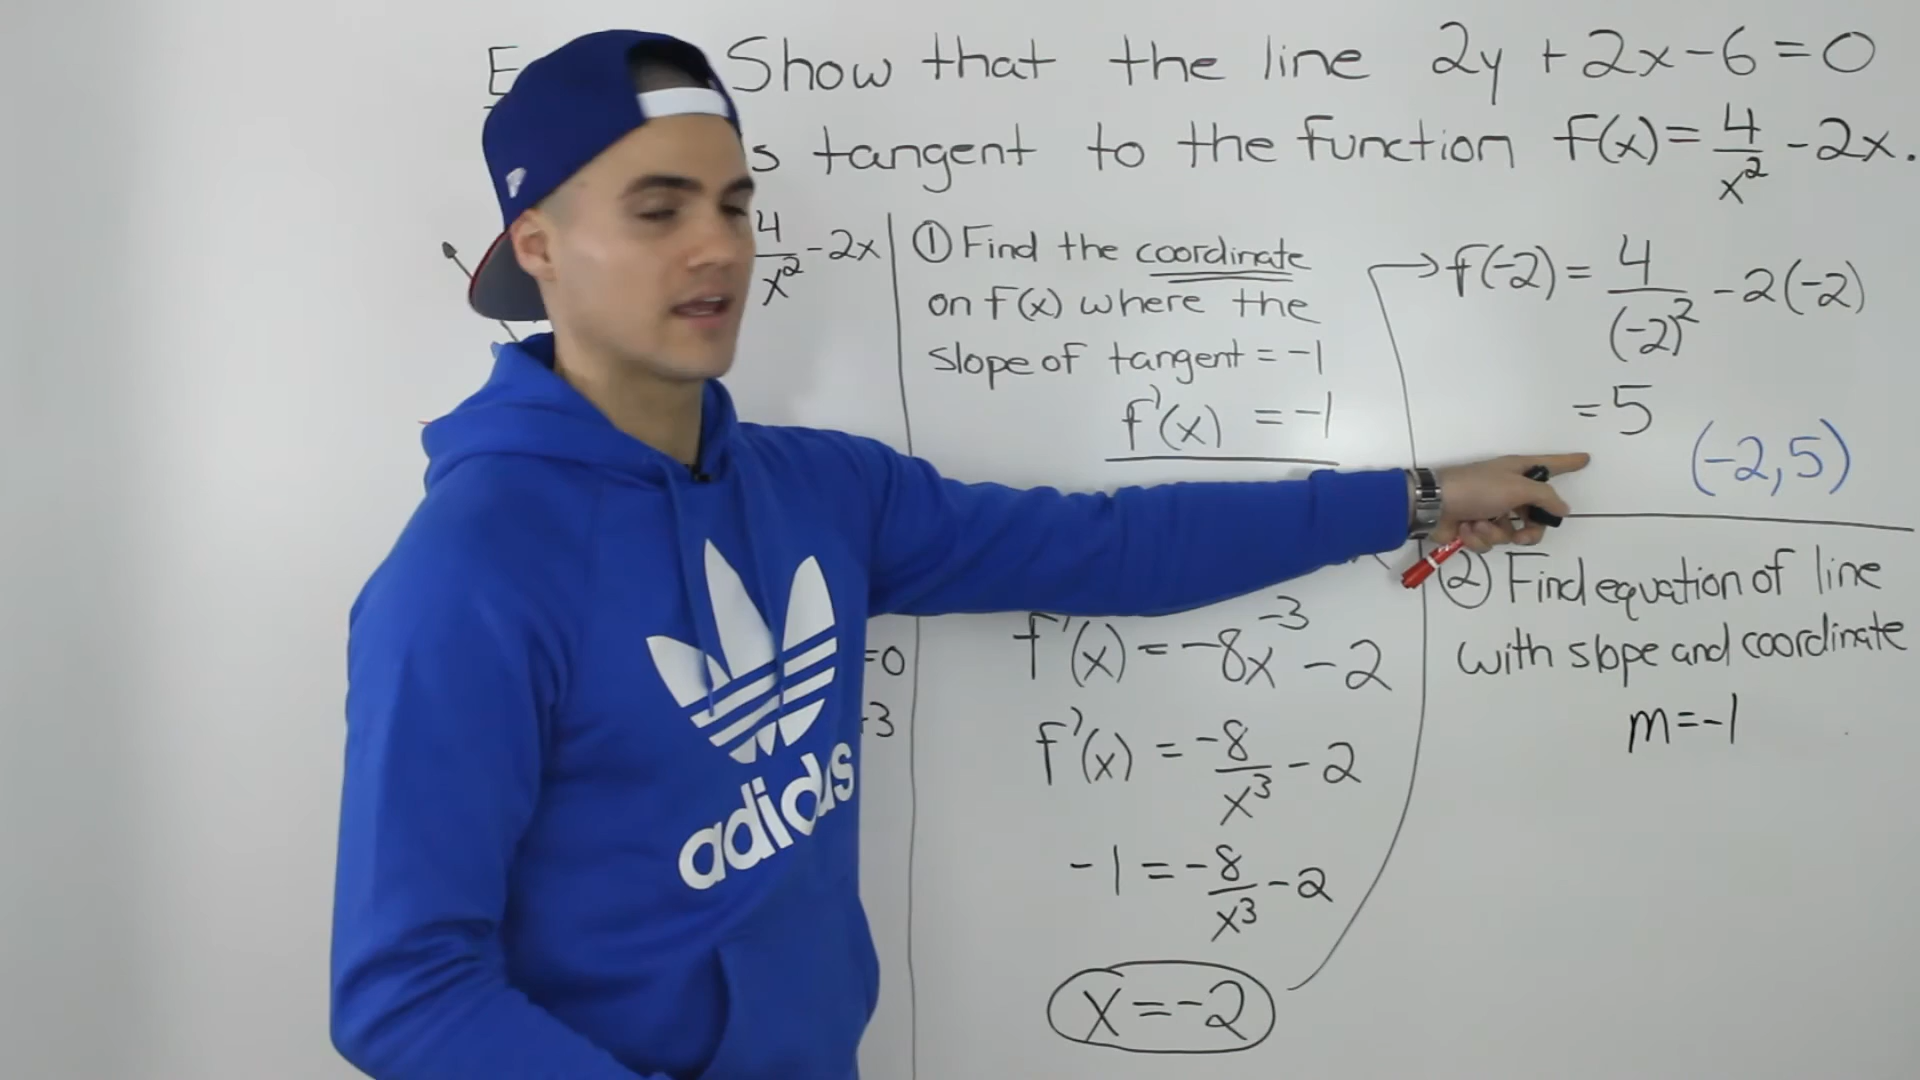 Show that the line 2y + 2x - 6 = 0
tangent to the function f(x) = 4/x² - 2x.
4/x² - 2x
① Find the coordinate
on f(x) where the
slope of tangent = -1
f'(x) = -1
f'(x) = -8x⁻³ - 2
f'(x) = -8/x³ - 2
-1 = -8/x³ - 2
x = -2
f(-2) = 4/(-2)² - 2(-2)
= 5
(-2, 5)
② Find equation of line
with slope and coordinate
m = -1
=0
3
adidas